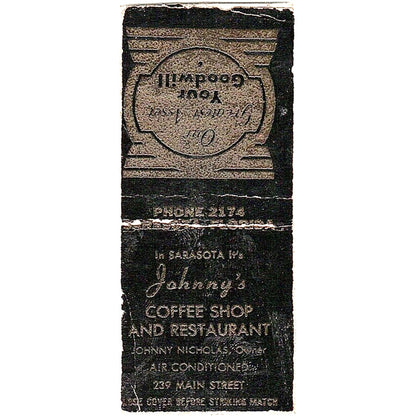 Our
Greatest Asset
Your
Goodwill
PHONE 2174
FLORIDA
In SARASOTA It's
Johnny's
COFFEE SHOP
AND RESTAURANT
JOHNNY NICHOLAS, Owner
AIR CONDITIONED
239 MAIN STREET
COVER BEFORE STRIKING MATCH